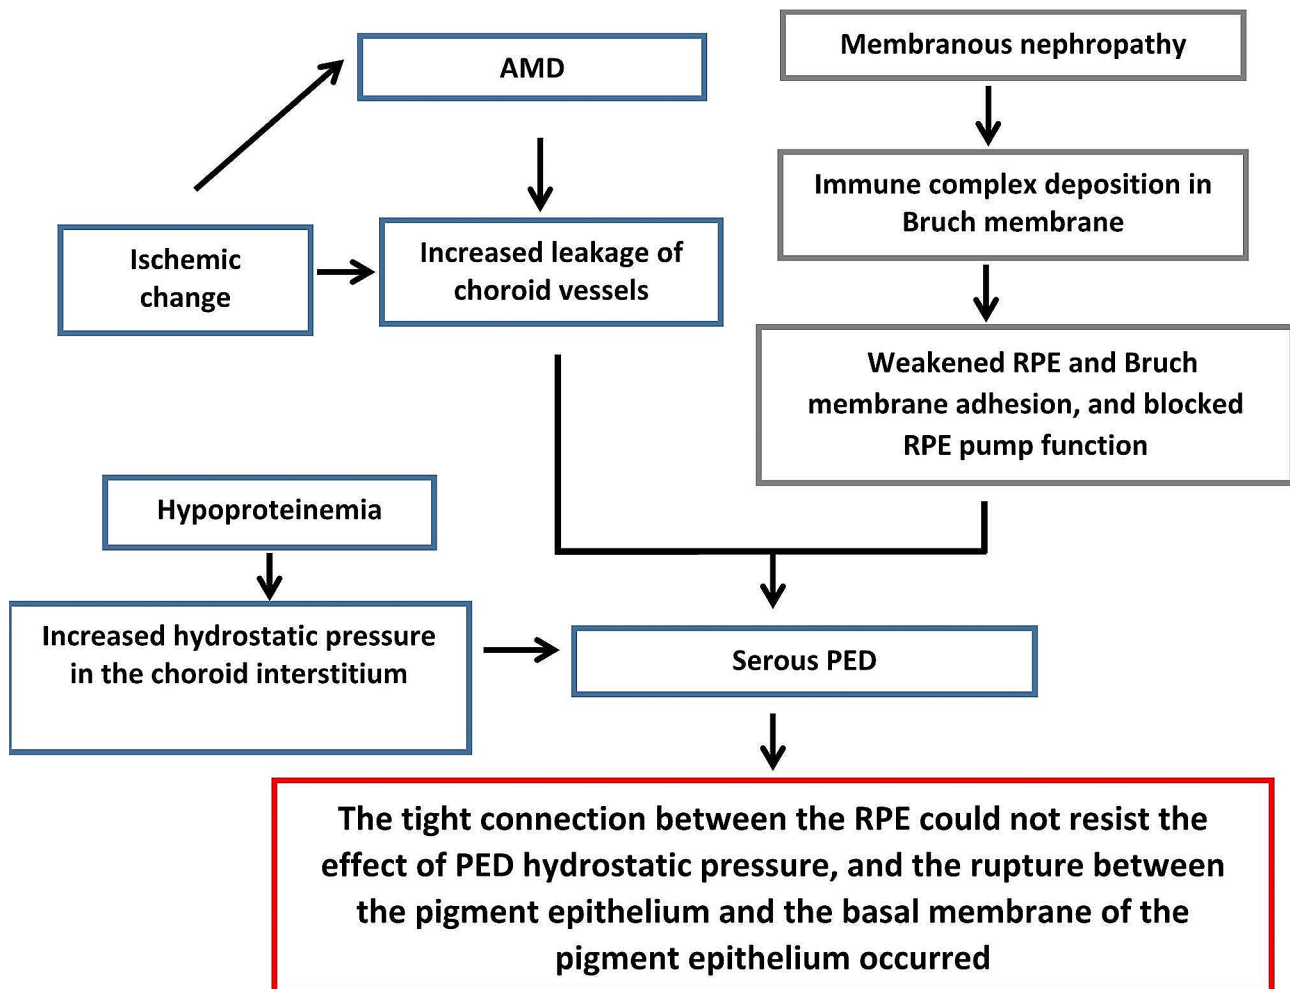 AMD
Membranous nephropathy
Immune complex deposition in
Bruch membrane
Ischemic
change
Increased leakage of
choroid vessels
Weakened RPE and Bruch
membrane adhesion, and blocked
RPE pump function
Hypoproteinemia
Increased hydrostatic pressure
in the choroid interstitium
Serous PED
The tight connection between the RPE could not resist the
effect of PED hydrostatic pressure, and the rupture between
the pigment epithelium and the basal membrane of the
pigment epithelium occurred